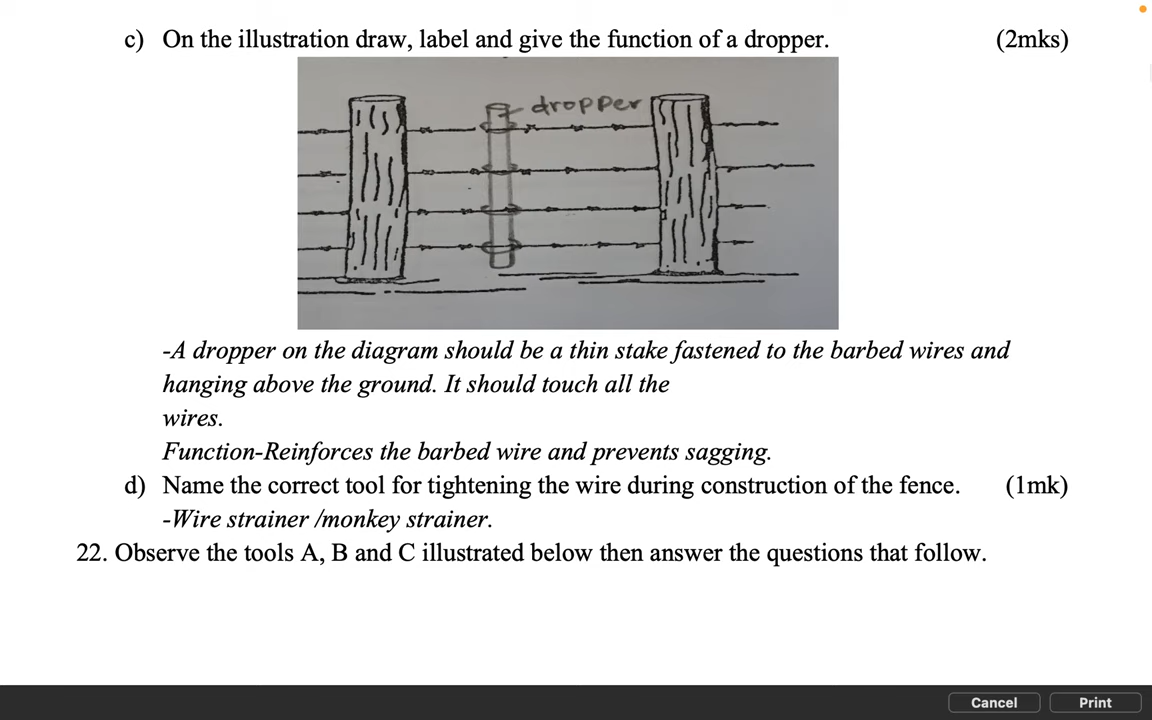 c) On the illustration draw, label and give the function of a dropper. (2mks)
dropper
-A dropper on the diagram should be a thin stake fastened to the barbed wires and
hanging above the ground. It should touch all the
wires.
Function-Reinforces the barbed wire and prevents sagging.
d) Name the correct tool for tightening the wire during construction of the fence. (1mk)
-Wire strainer /monkey strainer.
22. Observe the tools A, B and C illustrated below then answer the questions that follow.
Cancel Print